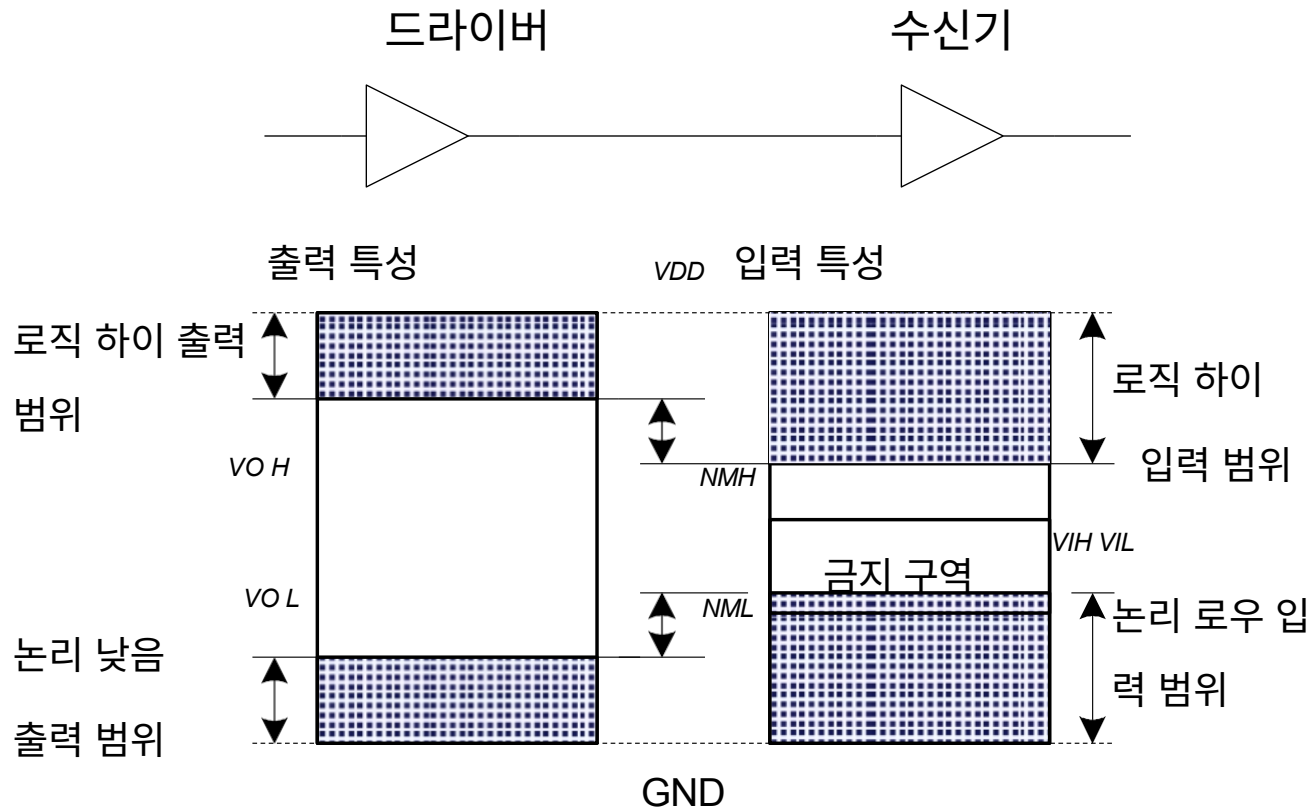 드라이버
수신기
출력 특성
VDD
입력 특성
로직 하이 출력
범위
로직 하이
입력 범위
VO H
NMH
VIH VIL
금지 구역
VO L
NML
논리 로우 입
력 범위
논리 낮음
출력 범위
GND